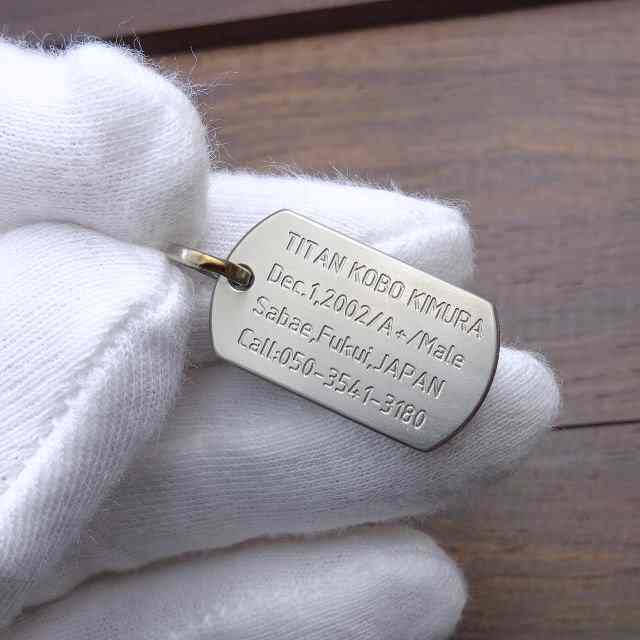 TITAN KOBO KIMURA
Dec.1,2002/A+/Male
Sabae,Fukui,JAPAN
Call:050-3541-3180